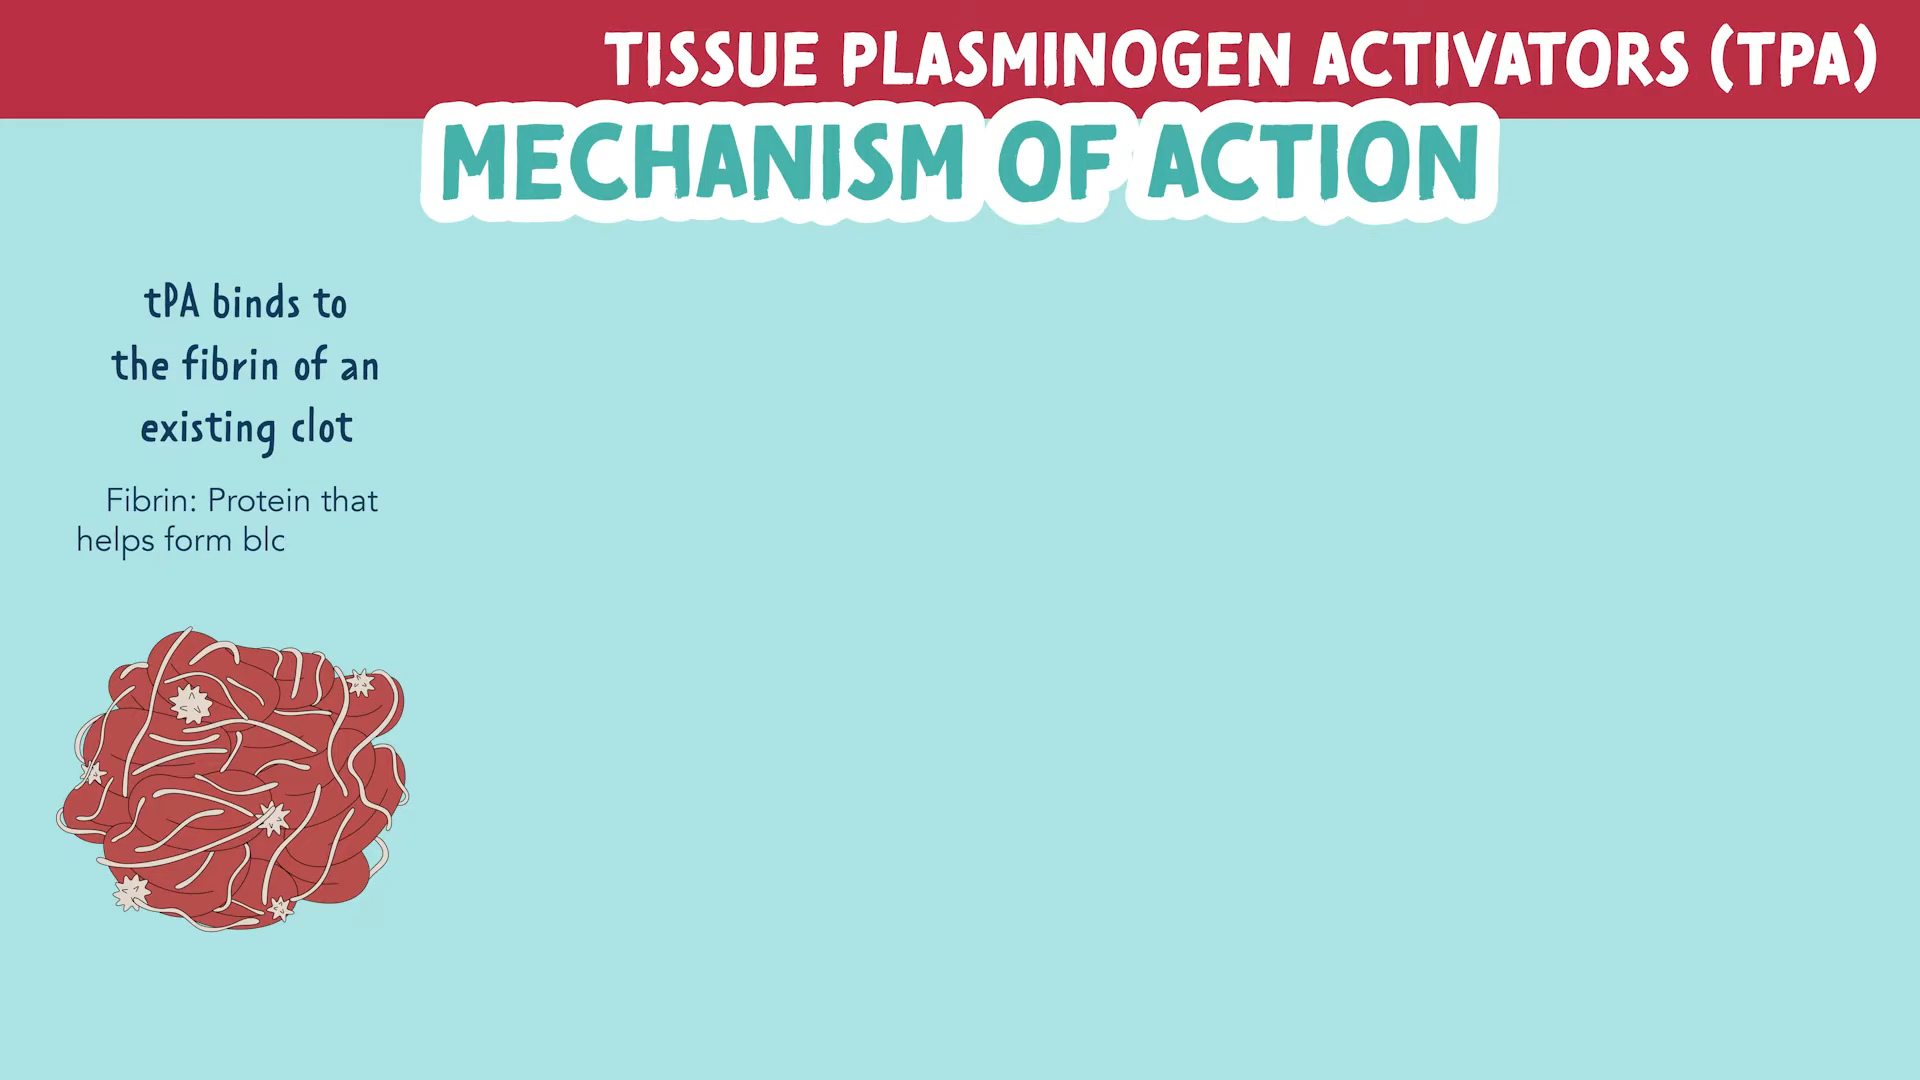 TISSUE PLASMINOGEN ACTIVATORS (TPA)
MECHANISM OF ACTION
tPA binds to
the fibrin of an
existing clot
Fibrin: Protein that
helps form blc